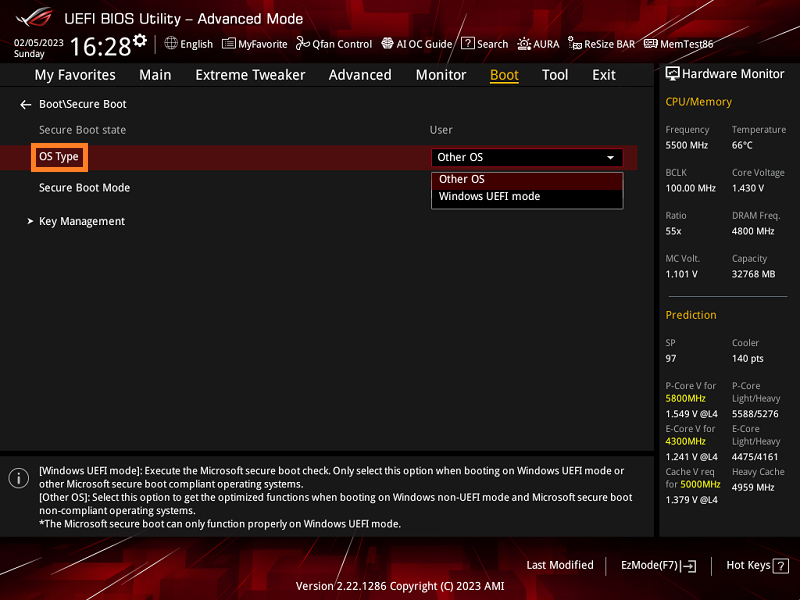 UEFI BIOS Utility – Advanced Mode
02/05/2023
Sunday
16:28
English
MyFavorite
Qfan Control
AI OC Guide
? Search
AURA
ReSize BAR
MemTest86
My Favorites Main Extreme Tweaker Advanced Monitor Boot Tool Exit
Hardware Monitor
Boot\Secure Boot
Secure Boot state User
OS Type Other OS
Other OS
Windows UEFI mode
Secure Boot Mode
Key Management
CPU/Memory
Frequency Temperature
5500 MHz 66°C
BCLK Core Voltage
100.00 MHz 1.430 V
Ratio DRAM Freq.
55x 4800 MHz
MC Volt. Capacity
1.101 V 32768 MB
Prediction
SP Cooler
97 140 pts
P-Core V for P-Core
5800MHz Light/Heavy
1.549 V @L4 5588/5276
E-Core V for E-Core
4300MHz Light/Heavy
1.241 V @L4 4475/4161
Cache V req Heavy Cache
for 5000MHz 4959 MHz
1.379 V @L4
[Windows UEFI mode]: Execute the Microsoft secure boot check. Only select this option when booting on Windows UEFI mode or
other Microsoft secure boot compliant operating systems.
[Other OS]: Select this option to get the optimized functions when booting on Windows non-UEFI mode and Microsoft secure boot
non-compliant operating systems.
*The Microsoft secure boot can only function properly on Windows UEFI mode.
Last Modified EzMode(F7) Hot Keys ?
Version 2.22.1286 Copyright (C) 2023 AMI